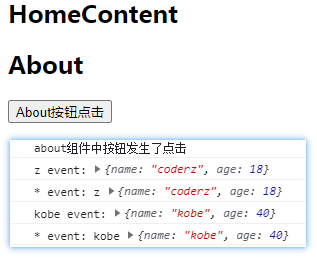 HomeContent
About
About按钮点击
about组件中按钮发生了点击
z event: ▶{name: "coderz", age: 18}
* event: z ▶{name: "coderz", age: 18}
kobe event: ▶{name: "kobe", age: 40}
* event: kobe ▶{name: "kobe", age: 40}